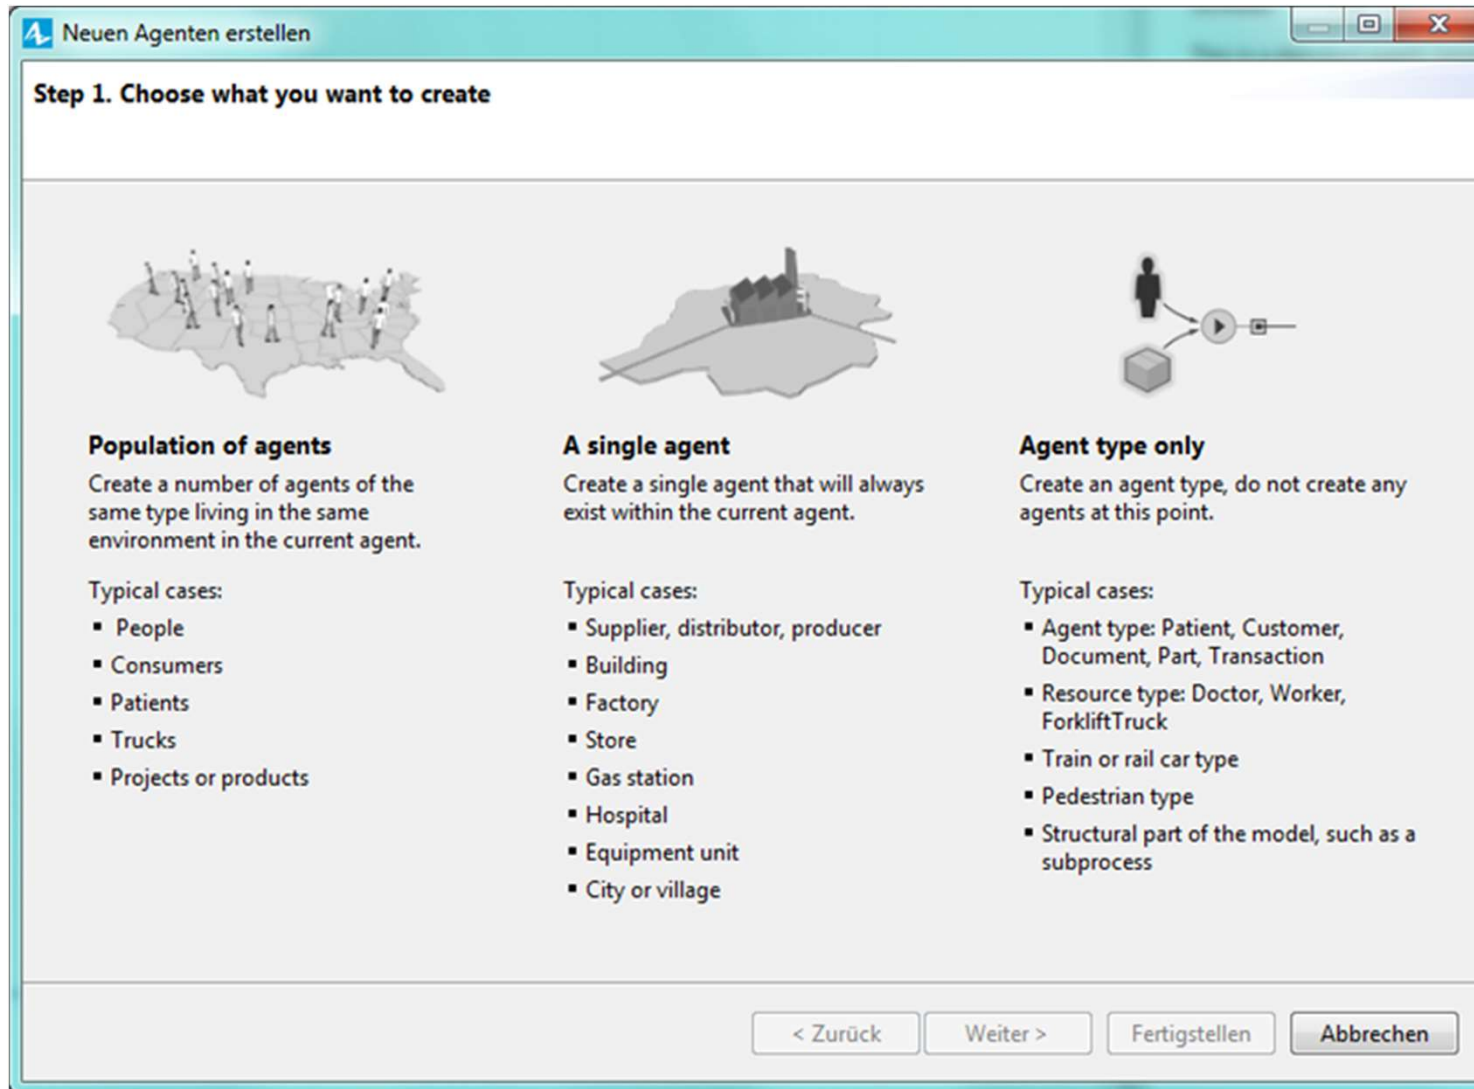 Neuen Agenten erstellen
Step 1. Choose what you want to create
Population of agents
Create a number of agents of the
same type living in the same
environment in the current agent.
Typical cases:
▪ People
▪ Consumers
▪ Patients
▪ Trucks
▪ Projects or products
A single agent
Create a single agent that will always
exist within the current agent.
Typical cases:
▪ Supplier, distributor, producer
▪ Building
▪ Factory
▪ Store
▪ Gas station
▪ Hospital
▪ Equipment unit
▪ City or village
Agent type only
Create an agent type, do not create any
agents at this point.
Typical cases:
▪ Agent type: Patient, Customer,
Document, Part, Transaction
▪ Resource type: Doctor, Worker,
ForkliftTruck
▪ Train or rail car type
▪ Pedestrian type
▪ Structural part of the model, such as a
subprocess
< Zurück
Weiter >
Fertigstellen
Abbrechen